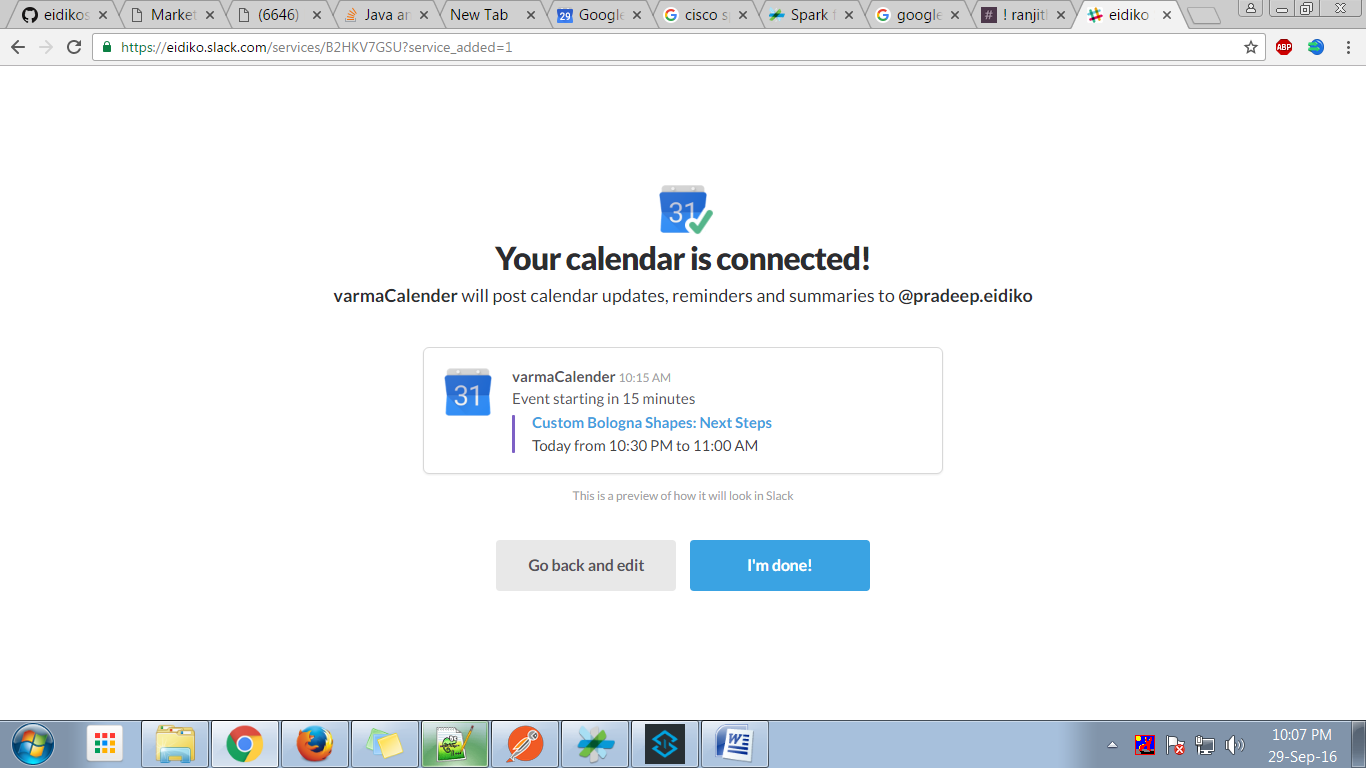 eidikos
Market
(6646)
Java an
New Tab
29
Google
cisco s
Spark f
google
# ! ranjit
eidiko
https://eidiko.slack.com/services/B2HKV7GSU?service_added=1
ABP
31
Your calendar is connected!
varmaCalender will post calendar updates, reminders and summaries to @pradeep.eidiko
31
varmaCalender 10:15 AM
Event starting in 15 minutes
Custom Bologna Shapes: Next Steps
Today from 10:30 PM to 11:00 AM
This is a preview of how it will look in Slack
Go back and edit
I'm done!
W
10:07 PM
29-Sep-16